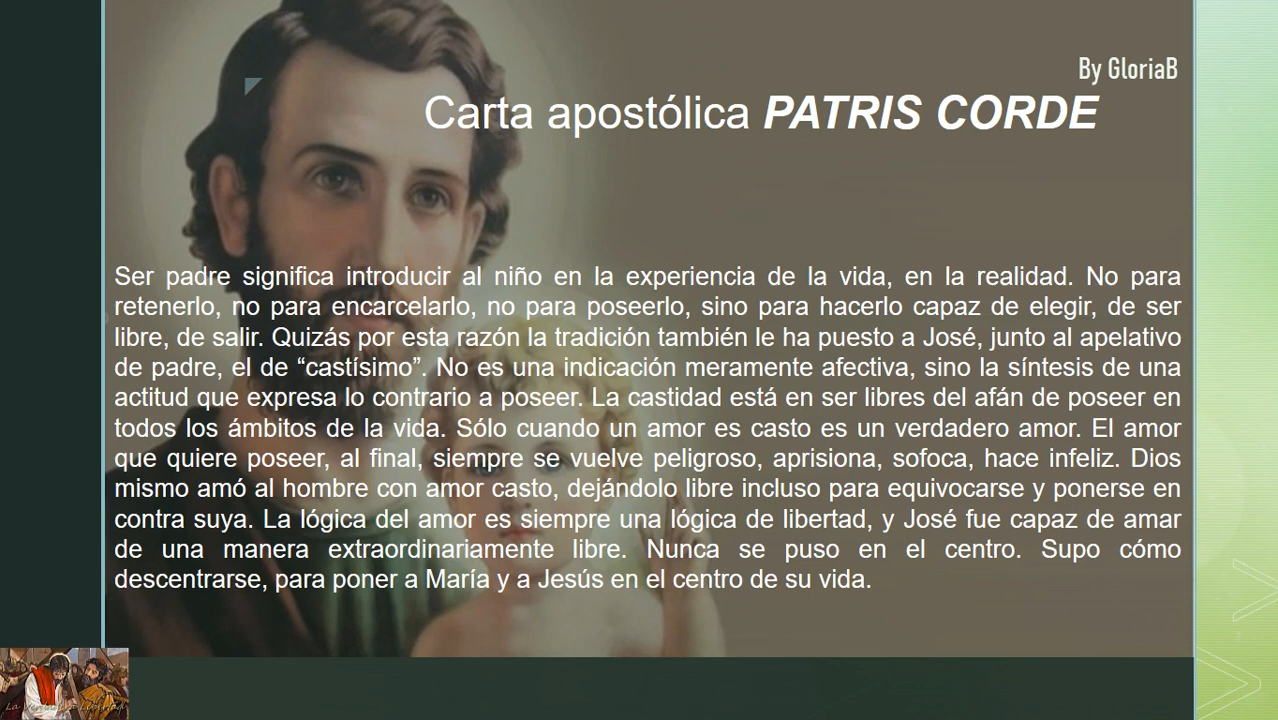 By GloriaB
Carta apostólica PATRIS CORDE
Ser padre significa introducir al niño en la experiencia de la vida, en la realidad. No para
retenerlo, no para encarcelarlo, no para poseerlo, sino para hacerlo capaz de elegir, de ser
libre, de salir. Quizás por esta razón la tradición también le ha puesto a José, junto al apelativo
de padre, el de “castísimo”. No es una indicación meramente afectiva, sino la síntesis de una
actitud que expresa lo contrario a poseer. La castidad está en ser libres del afán de poseer en
todos los ámbitos de la vida. Sólo cuando un amor es casto es un verdadero amor. El amor
que quiere poseer, al final, siempre se vuelve peligroso, aprisiona, sofoca, hace infeliz. Dios
mismo amó al hombre con amor casto, dejándolo libre incluso para equivocarse y ponerse en
contra suya. La lógica del amor es siempre una lógica de libertad, y José fue capaz de amar
de una manera extraordinariamente libre. Nunca se puso en el centro. Supo cómo
descentrarse, para poner a María y a Jesús en el centro de su vida.
La Verdadera Libertad